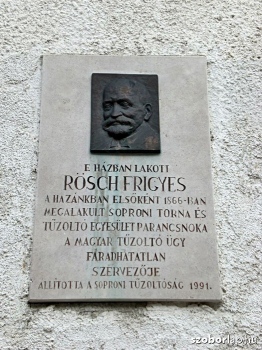 E HÁZBAN LAKOTT
RÖSCH FRIGYES
A HAZÁNKBAN ELSŐKÉNT 1866-BAN
MEGALAKULT SOPRONI TORNA ÉS
TŰZOLTÓ EGYESÜLET PARANCSNOKA
A MAGYAR TŰZOLTÓ ÜGY
FÁRADHATATLAN
SZERVEZŐJE
ÁLLÍTOTTA A SOPRONI TŰZOLTÓSÁG 1991.
szoborlap.hu